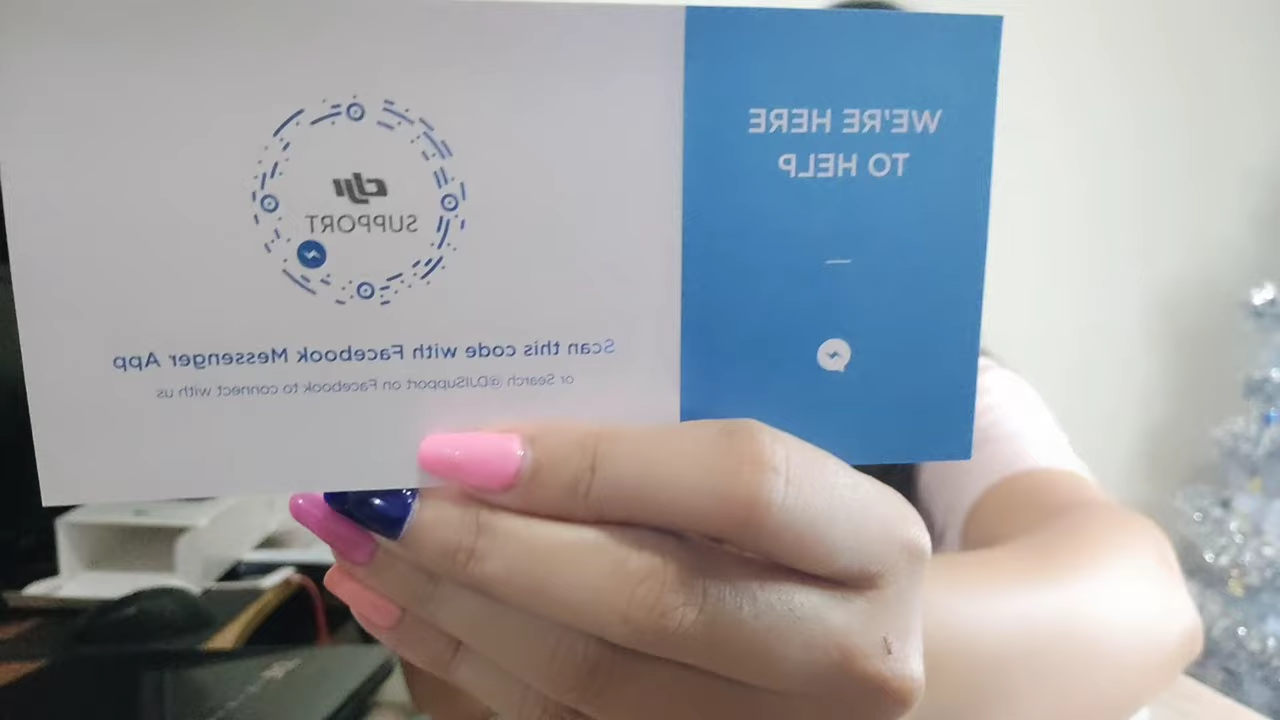 dji
SUPPORT
Scan this code with Facebook Messenger App
or Search @DJISupport on Facebook to connect with us
WE'RE HERE
TO HELP